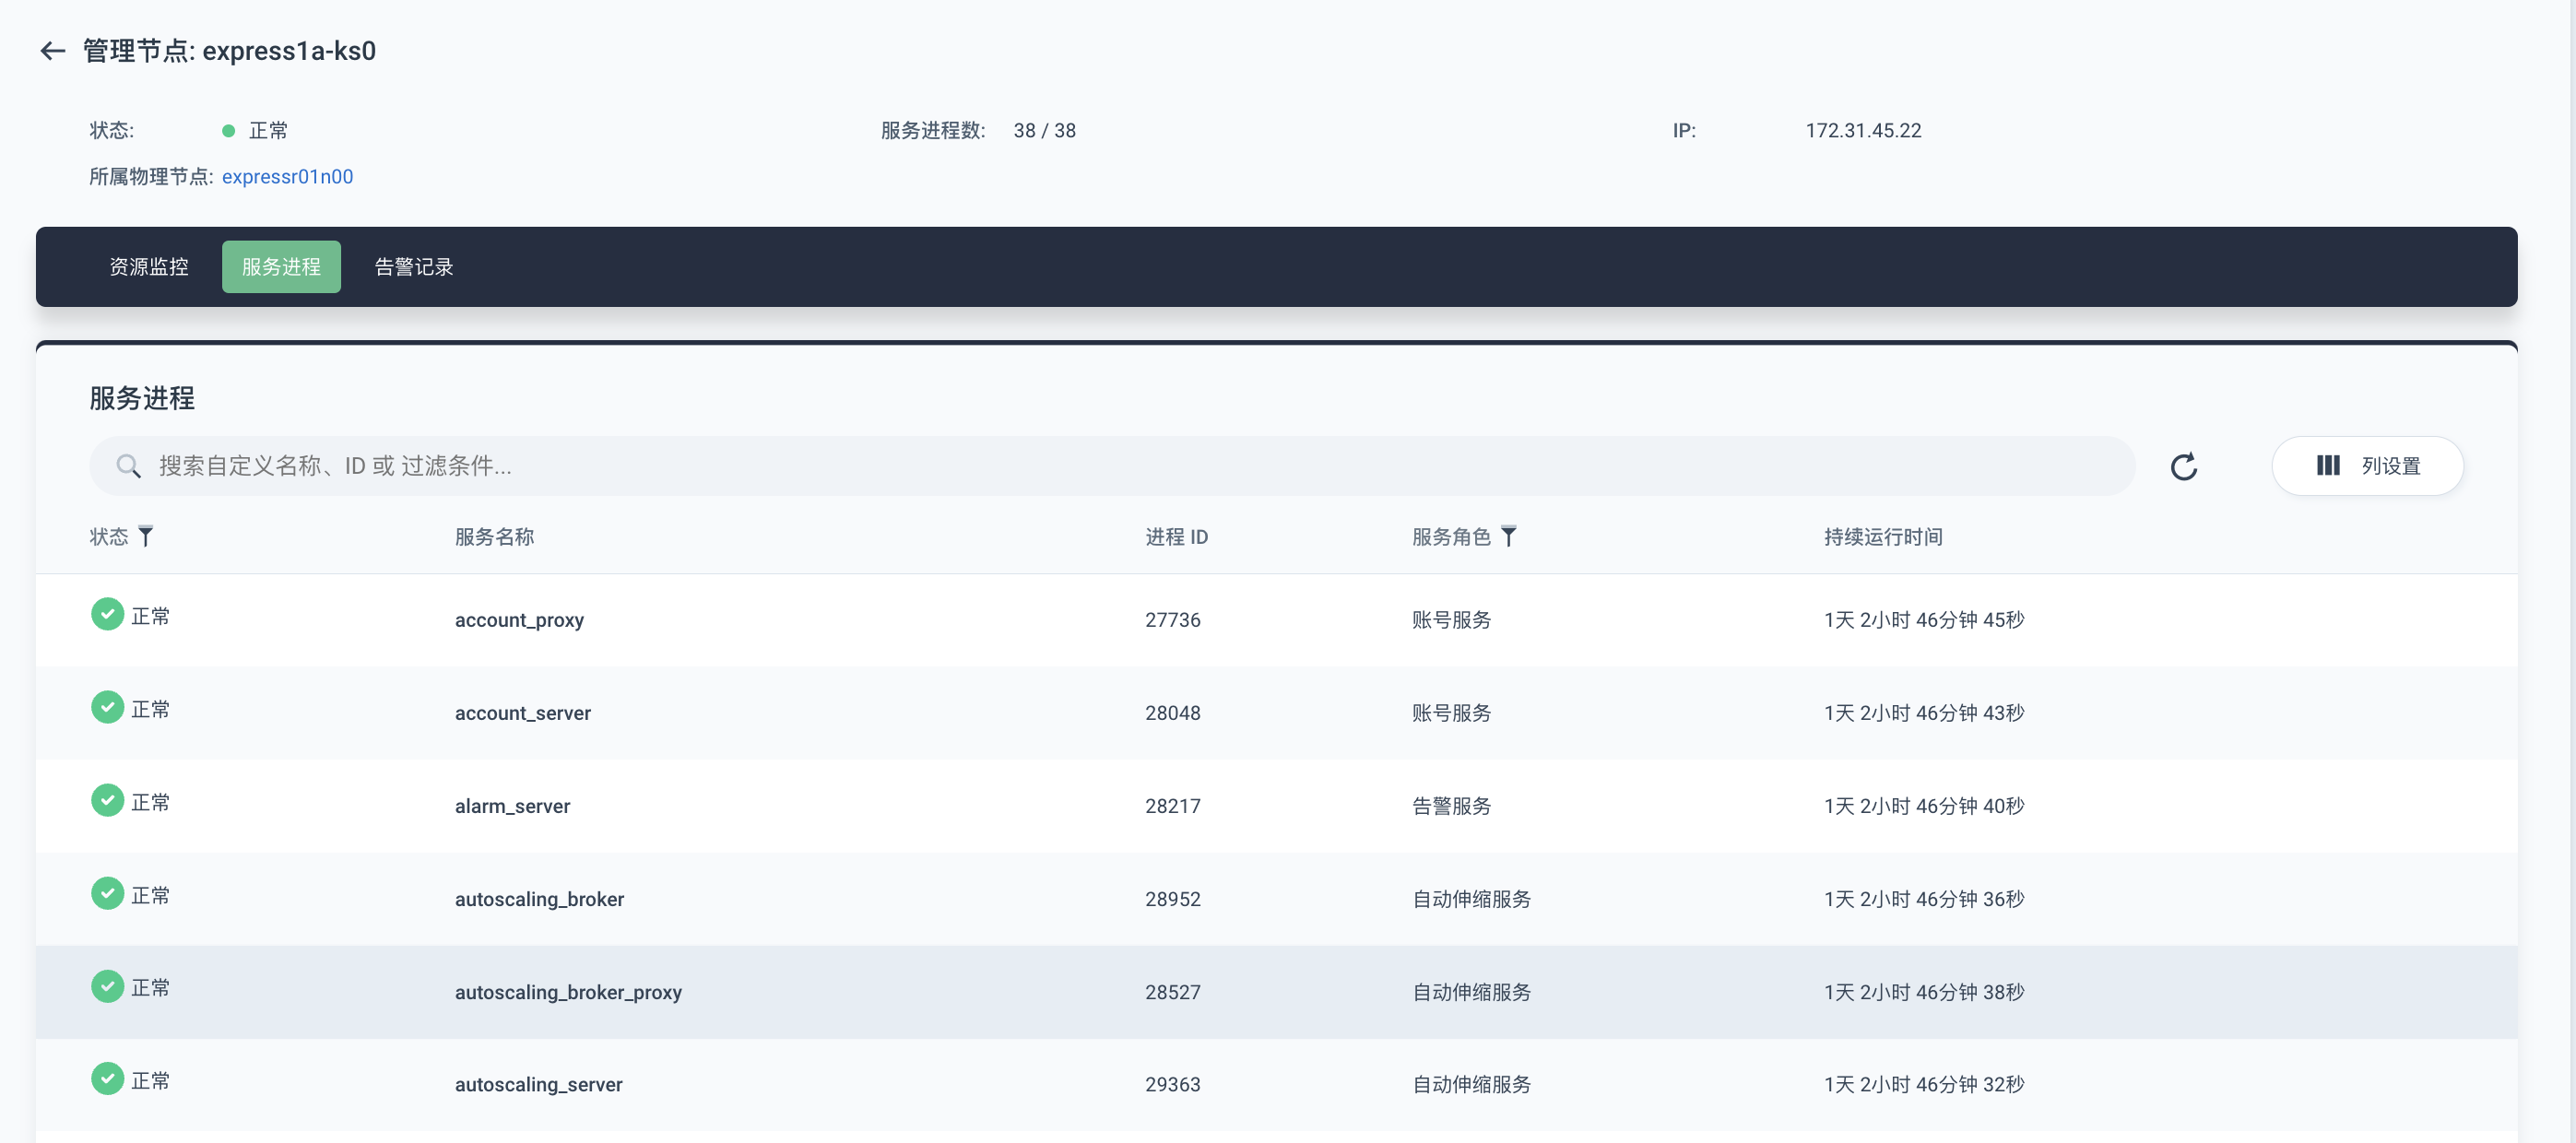 管理节点: express1a-ks0
状态: 正常 服务进程数: 38 / 38 IP: 172.31.45.22
所属物理节点: expressr01n00
资源监控 服务进程 告警记录
服务进程
搜索自定义名称、ID 或 过滤条件... 列设置
状态 服务名称 进程 ID 服务角色 持续运行时间
正常 account_proxy 27736 账号服务 1天 2小时 46分钟 45秒
正常 account_server 28048 账号服务 1天 2小时 46分钟 43秒
正常 alarm_server 28217 告警服务 1天 2小时 46分钟 40秒
正常 autoscaling_broker 28952 自动伸缩服务 1天 2小时 46分钟 36秒
正常 autoscaling_broker_proxy 28527 自动伸缩服务 1天 2小时 46分钟 38秒
正常 autoscaling_server 29363 自动伸缩服务 1天 2小时 46分钟 32秒